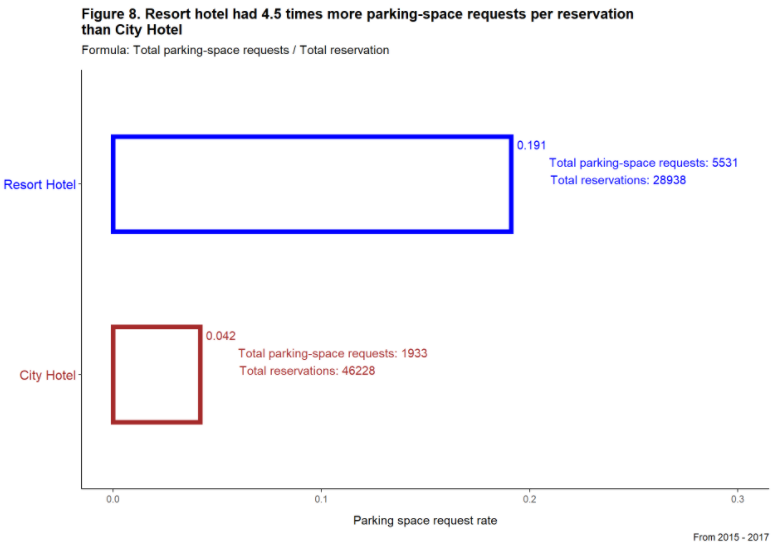 Figure 8. Resort hotel had 4.5 times more parking-space requests per reservation
than City Hotel
Formula: Total parking-space requests / Total reservation
0.191
Total parking-space requests: 5531
Total reservations: 28938
Resort Hotel
0.042
Total parking-space requests: 1933
Total reservations: 46228
City Hotel
0.0
0.1
0.2
0.3
Parking space request rate
From 2015 - 2017